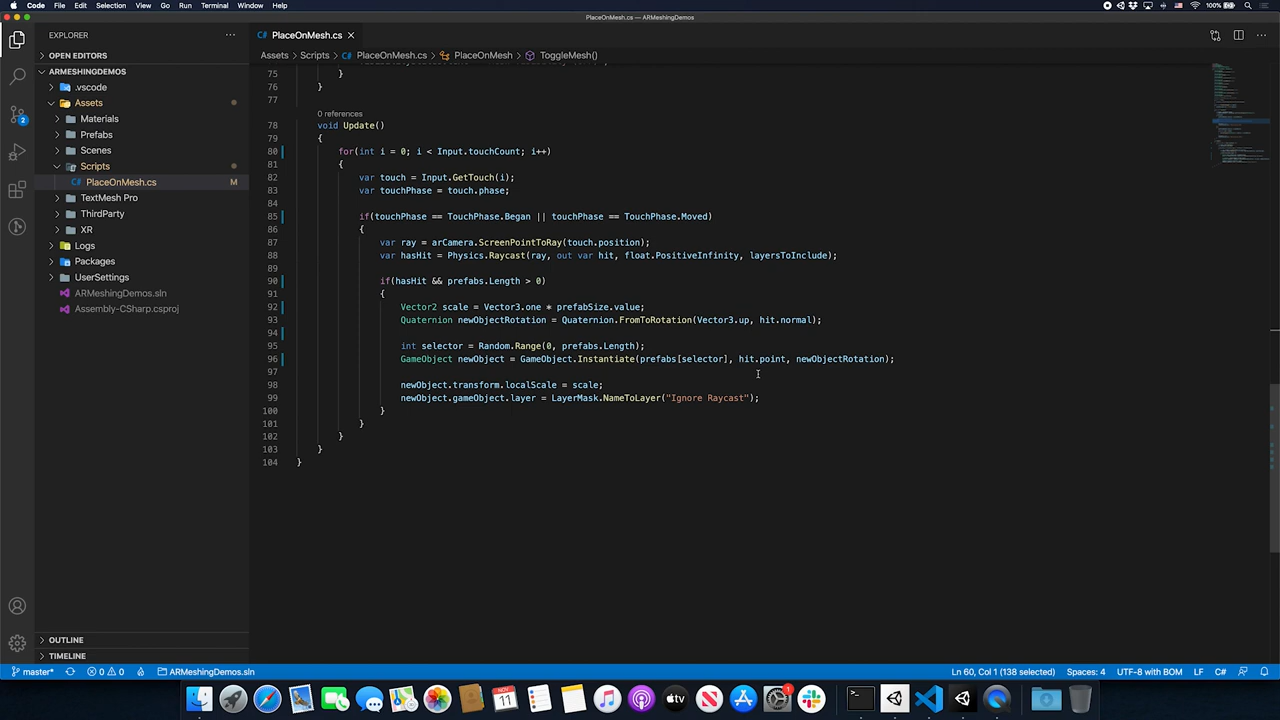 Code File Edit Selection View Go Run Terminal Window Help 100%
PlaceOnMesh.cs — ARMeshingDemos
EXPLORER
PlaceOnMesh.cs
OPEN EDITORS
Assets > Scripts > PlaceOnMesh.cs > PlaceOnMesh > ToggleMesh()
ARMESHINGDEMOS
.vscode
Assets
Materials
Prefabs
Scenes
Scripts
PlaceOnMesh.cs M
TextMesh Pro
ThirdParty
XR
Logs
Packages
UserSettings
ARMeshingDemos.sln
Assembly-CSharp.csproj
OUTLINE
TIMELINE
75 }
76 }
77
0 references
78 void Update()
79 {
80 for(int i = 0; i < Input.touchCount; i++)
81 {
82 var touch = Input.GetTouch(i);
83 var touchPhase = touch.phase;
84
85 if(touchPhase == TouchPhase.Began || touchPhase == TouchPhase.Moved)
86 {
87 var ray = arCamera.ScreenPointToRay(touch.position);
88 var hasHit = Physics.Raycast(ray, out var hit, float.PositiveInfinity, layersToInclude);
89
90 if(hasHit && prefabs.Length > 0)
91 {
92 Vector2 scale = Vector3.one * prefabSize.value;
93 Quaternion newObjectRotation = Quaternion.FromToRotation(Vector3.up, hit.normal);
94
95 int selector = Random.Range(0, prefabs.Length);
96 GameObject newObject = GameObject.Instantiate(prefabs[selector], hit.point, newObjectRotation);
97
98 newObject.transform.localScale = scale;
99 newObject.gameObject.layer = LayerMask.NameToLayer("Ignore Raycast");
100 }
101 }
102 }
103 }
104 }
2
master* 0 0 ARMeshingDemos.sln Ln 60, Col 1 (138 selected) Spaces: 4 UTF-8 with BOM LF C#
NOV
11
tv
1